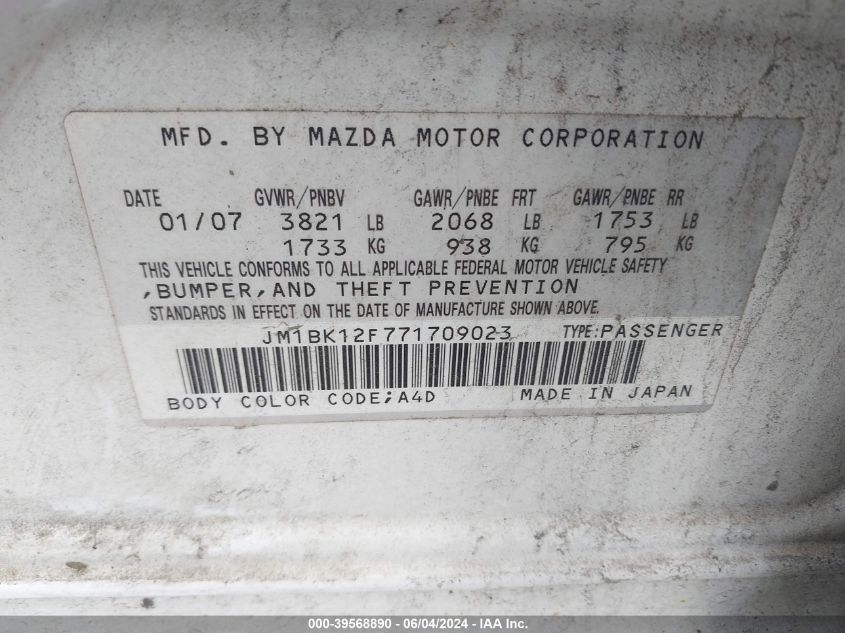 MFD. BY MAZDA MOTOR CORPORATION
DATE GVWR/PNBV GAWR/PNBE FRT GAWR/PNBE RR
01/07 3821 LB 2068 LB 1753 LB
1733 KG 938 KG 795 KG
THIS VEHICLE CONFORMS TO ALL APPLICABLE FEDERAL MOTOR VEHICLE SAFETY
,BUMPER,AND THEFT PREVENTION
STANDARDS IN EFFECT ON THE DATE OF MANUFACTURE SHOWN ABOVE.
JM1BK12F771709023 TYPE:PASSENGER
BODY COLOR CODE;A4D MADE IN JAPAN
000-39568890 - 06/04/2024 - IAA Inc.